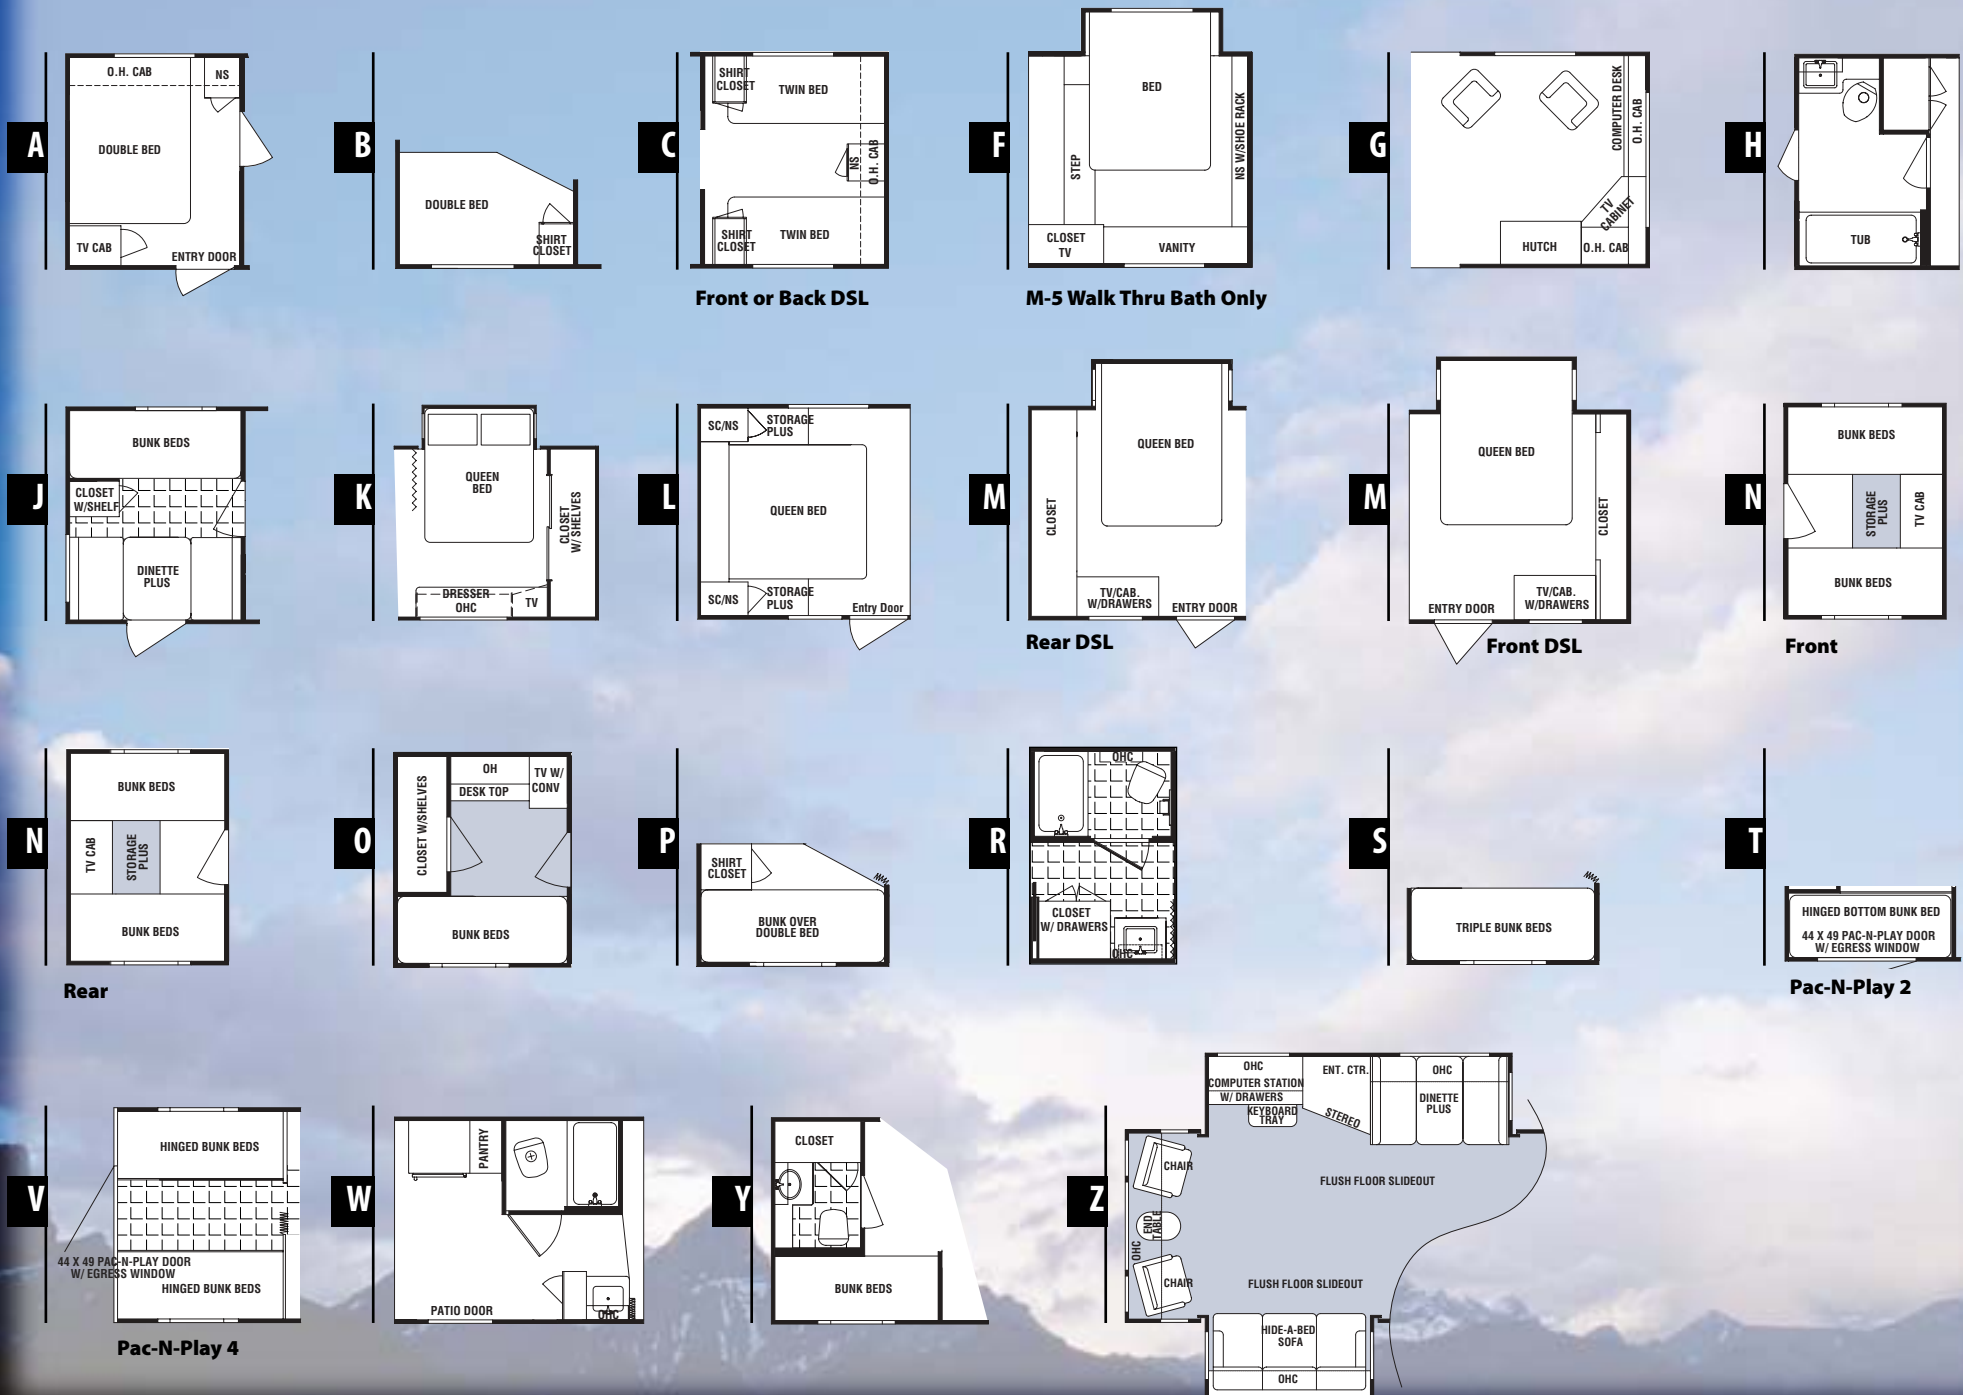 A
O.H. CAB
NS
DOUBLE BED
TV CAB
ENTRY DOOR
B
DOUBLE BED
SHIRT
CLOSET
C
SHIRT
CLOSET
TWIN BED
NS
O.H. CAB
SHIRT
CLOSET
TWIN BED
Front or Back DSL
F
BED
STEP
NS W/SHOE RACK
CLOSET
TV
VANITY
M-5 Walk Thru Bath Only
G
COMPUTER DESK
O.H. CAB
TV
CABINET
HUTCH
O.H. CAB
H
TUB
J
BUNK BEDS
CLOSET
W/SHELF
DINETTE
PLUS
K
QUEEN
BED
CLOSET
W/ SHELVES
DRESSER
OHC
TV
L
SC/NS
STORAGE
PLUS
QUEEN BED
SC/NS
STORAGE
PLUS
Entry Door
M
QUEEN BED
CLOSET
TV/CAB.
W/DRAWERS
ENTRY DOOR
Rear DSL
M
QUEEN BED
CLOSET
TV/CAB.
W/DRAWERS
ENTRY DOOR
Front DSL
N
BUNK BEDS
STORAGE
PLUS
TV CAB
BUNK BEDS
Front
N
BUNK BEDS
TV CAB
STORAGE
PLUS
BUNK BEDS
Rear
O
CLOSET W/SHELVES
OH
DESK TOP
TV W/
CONV
BUNK BEDS
P
SHIRT
CLOSET
BUNK OVER
DOUBLE BED
R
OHC
CLOSET
W/ DRAWERS
OHC
S
TRIPLE BUNK BEDS
T
HINGED BOTTOM BUNK BED
44 X 49 PAC-N-PLAY DOOR
W/ EGRESS WINDOW
Pac-N-Play 2
V
HINGED BUNK BEDS
44 X 49 PAC-N-PLAY DOOR
W/ EGRESS WINDOW
HINGED BUNK BEDS
Pac-N-Play 4
W
PANTRY
PATIO DOOR
OHC
Y
CLOSET
BUNK BEDS
Z
OHC
COMPUTER STATION
W/ DRAWERS
KEYBOARD
TRAY
ENT. CTR.
STEREO
OHC
DINETTE
PLUS
CHAIR
FLUSH FLOOR SLIDEOUT
END
TABLE
OHC
CHAIR
FLUSH FLOOR SLIDEOUT
HIDE-A-BED
SOFA
OHC